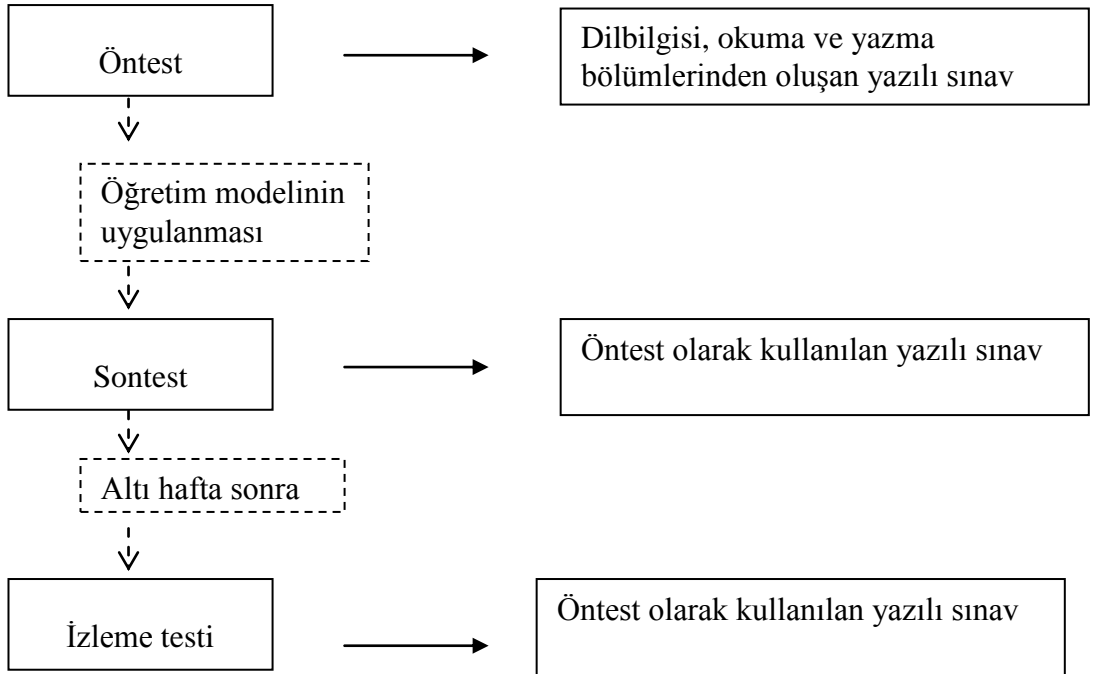 Öntest
Dilbilgisi, okuma ve yazma
bölümlerinden oluşan yazılı sınav
Öğretim modelinin
uygulanması
Sontest
Öntest olarak kullanılan yazılı sınav
Altı hafta sonra
İzleme testi
Öntest olarak kullanılan yazılı sınav